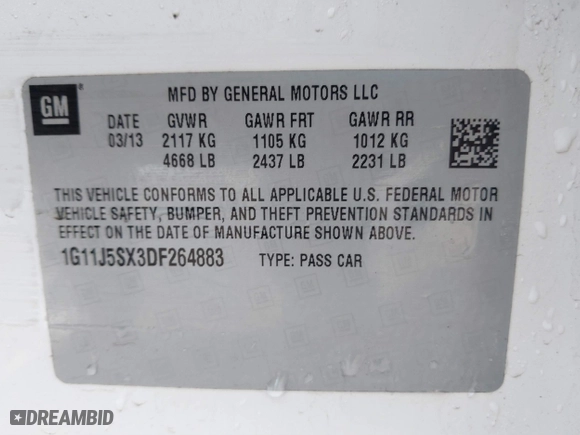 GM
MFD BY GENERAL MOTORS LLC
DATE GVWR GAWR FRT GAWR RR
03/13 2117 KG 1105 KG 1012 KG
4668 LB 2437 LB 2231 LB
THIS VEHICLE CONFORMS TO ALL APPLICABLE U.S. FEDERAL MOTOR
VEHICLE SAFETY, BUMPER, AND THEFT PREVENTION STANDARDS IN
EFFECT ON THE DATE OF MANUFACTURE SHOWN ABOVE.
1G11J5SX3DF264883 TYPE: PASS CAR
DREAMBID